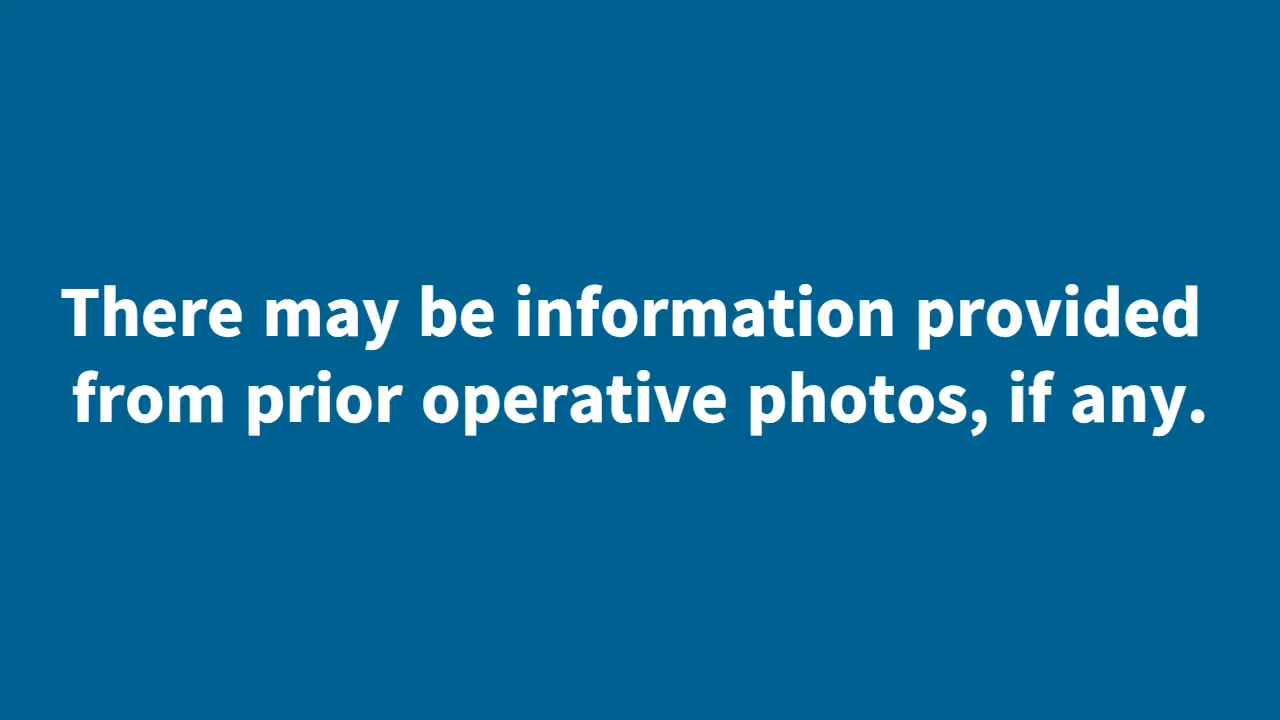 There may be information provided
from prior operative photos, if any.